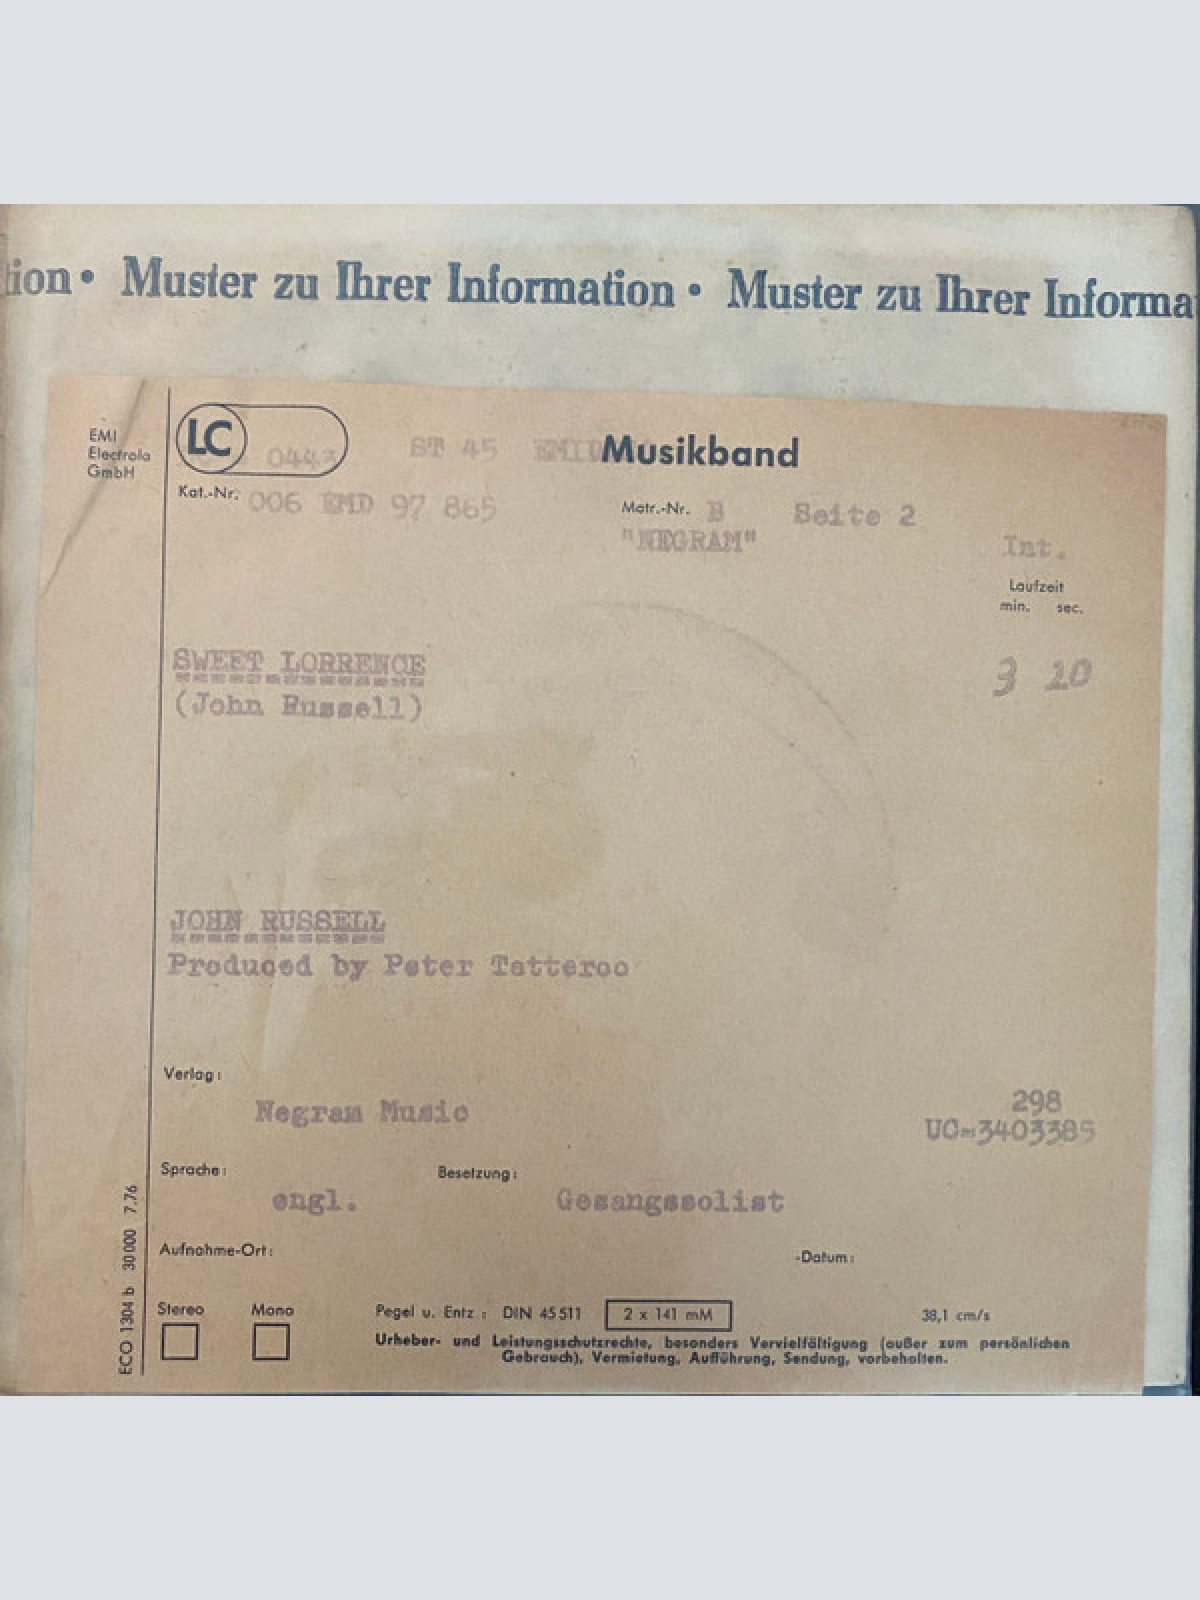 tion • Muster zu Ihrer Information • Muster zu Ihrer Informa
EMI
Electrola
GmbH
LC 0443
ST 45
Musikband
Kat.-Nr. 006 EMD 97 865
Matr.-Nr. B Seite 2
"NEGRAM"
Int.
Laufzeit
min. sec.
SWEET LORRENCE
3 20
(John Russell)
JOHN RUSSELL
Produced by Peter Tetteroo
Verlag:
Negram Music
298
3403385
Sprache: engl.
Besetzung: Gesangssolist
Aufnahme-Ort:
-Datum:
Stereo Mono
Pegel u. Entz.: DIN 45 511 2 x 141 mM 38,1 cm/s
Urheber- und Leistungsschutzrechte, besonders Vervielfältigung (außer zum persönlichen
Gebrauch), Vermietung, Aufführung, Sendung, vorbehalten.
ECO 1304 b 30 000 7.76